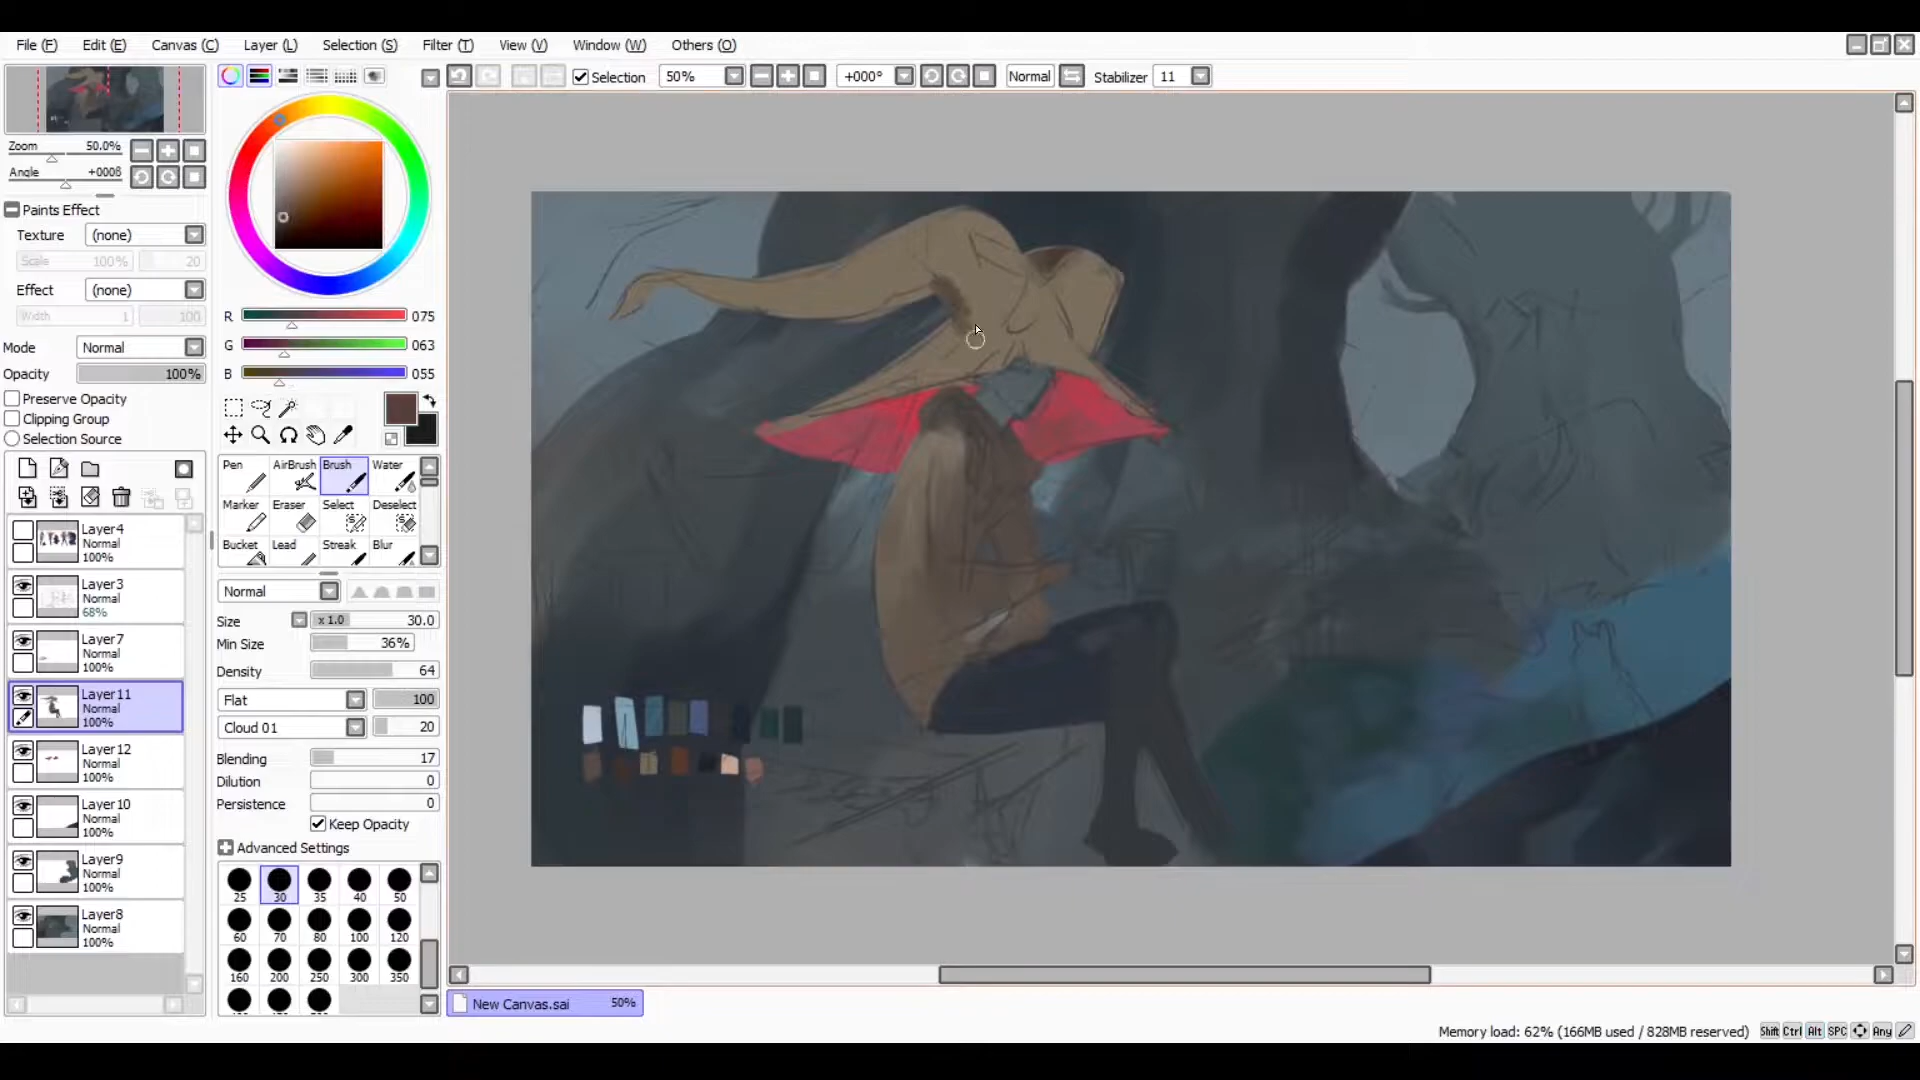 File (F) Edit (E) Canvas (C) Layer (L) Selection (S) Filter (T) View (V) Window (W) Others (O)
Selection 50% +000° Normal Stabilizer 11
Zoom 50.0%
Angle +0008
Paints Effect
Texture (none)
Scale 100% 20
Effect (none)
Width 1 100
Mode Normal
Opacity 100%
Preserve Opacity
Clipping Group
Selection Source
Layer4
Normal
100%
Layer3
Normal
68%
Layer7
Normal
100%
Layer11
Normal
100%
Layer12
Normal
100%
Layer10
Normal
100%
Layer9
Normal
100%
Layer8
Normal
100%
R 075
G 063
B 055
Pen AirBrush Brush Water
Marker Eraser Select Deselect
Bucket Lead Streak Blur
Normal
Size x 1.0 30.0
Min Size 36%
Density 64
Flat 100
Cloud 01 20
Blending 17
Dilution 0
Persistence 0
Keep Opacity
Advanced Settings
25 30 35 40 50
60 70 80 100 120
160 200 250 300 350
New Canvas.sai 50%
Memory load: 62% (166MB used / 828MB reserved) Shift Ctrl Alt SPC Any